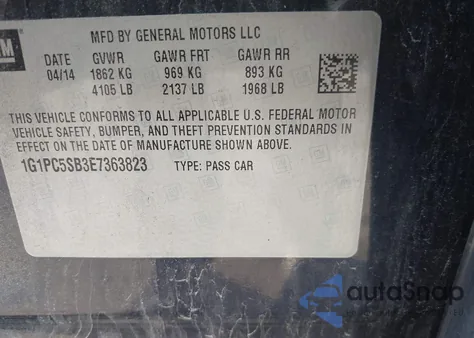 GM
MFD BY GENERAL MOTORS LLC
DATE GVWR GAWR FRT GAWR RR
04/14 1862 KG 969 KG 893 KG
4105 LB 2137 LB 1968 LB
THIS VEHICLE CONFORMS TO ALL APPLICABLE U.S. FEDERAL MOTOR
VEHICLE SAFETY, BUMPER, AND THEFT PREVENTION STANDARDS
IN EFFECT ON THE DATE OF MANUFACTURE SHOWN ABOVE.
1G1PC5SB3E7363823 TYPE: PASS CAR
autoSnap